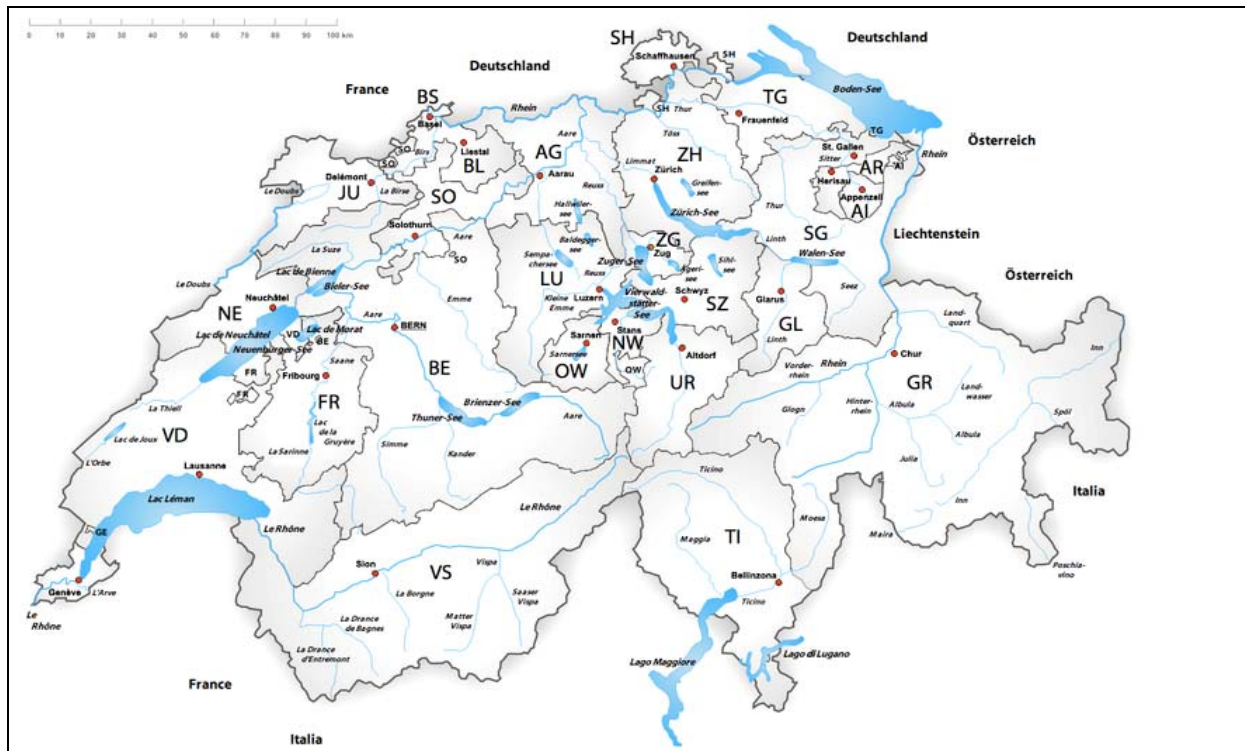 0 10 20 30 40 50 60 70 80 90 100 km
SH
Schaffhausen
SH
Deutschland
Deutschland
France
BS
Basel
Rhein
SH
Thur
TG
Boden-See
Frauenfeld
TG
Österreich
Rhein
Liestal
BL
SO
SO
Birs
AG
Aare
Töss
ZH
Limmat
Zürich
Greifen-
see
Zürich-See
St. Gallen
Sitter
AR
AI
Herisau
Appenzell
AI
Delémont
JU
Le Doubs
La Birse
SO
Aarau
Reuss
Hallwiler-
see
Solothurn
Aare
SO
Baldegger-
see
Sempa-
chersee
LU
Reuss
Kleine
Emme
Luzern
ZG
Zug
Zuger-See
Ägeri-
see
Sihl-
see
Thur
Linth
SG
Walen-See
Liechtenstein
Österreich
La Suze
Lac de Bienne
Bieler-See
Le Doubs
NE
Neuchâtel
Lac de Neuchâtel
Neuenburger-See
VD
Lac de Morat
BE
Aare
Emme
BERN
Vierwald-
stätter-
See
Schwyz
SZ
Glarus
GL
Linth
Seez
Sarnen
Sarnersee
OW
Stans
NW
OW
Altdorf
UR
Land-
quart
Inn
Chur
Rhein
Vorder-
rhein
GR
FR
FR
Saane
Fribourg
FR
BE
Thuner-See
Brienzer-See
Aare
Glogn
Hinter-
rhein
Albula
Land-
wasser
Spöl
Albula
Julia
La Thiell
Lac de Joux
VD
L'Orbe
Lac
de la
Gruyère
La Sarinne
Simme
Kander
Lausanne
Lac Léman
GE
Le Rhône
Le Rhône
Ticino
Moesa
Inn
Italia
Maira
Poschia-
vino
Genève
L'Arve
Le
Rhône
Sion
VS
La Borgne
Vispa
Saaser
Vispa
Matter
Vispa
La Drance
de Bagnes
La Drance
d'Entremont
TI
Maggia
Bellinzona
Ticino
Lago Maggiore
Lago di Lugano
France
Italia